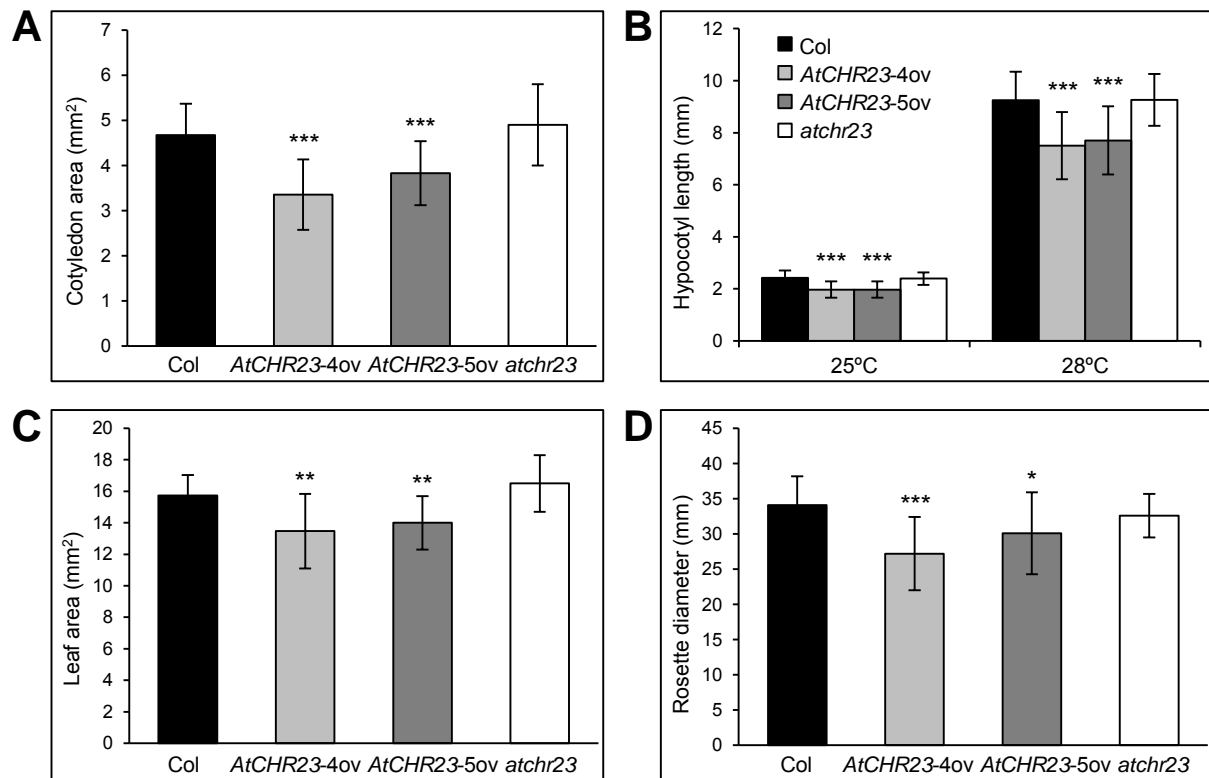 A
Cotyledon area (mm²)
7
6
5
4
3
2
1
0
***
***
Col
AtCHR23-4ov
AtCHR23-5ov
atchr23
B
Hypocotyl length (mm)
12
10
8
6
4
2
0
Col
AtCHR23-4ov
AtCHR23-5ov
atchr23
***
***
***
***
25ºC
28ºC
C
Leaf area (mm²)
20
18
16
14
12
10
8
6
4
2
0
**
**
Col
AtCHR23-4ov
AtCHR23-5ov
atchr23
D
Rosette diameter (mm)
45
40
35
30
25
20
15
10
5
0
***
*
Col
AtCHR23-4ov
AtCHR23-5ov
atchr23